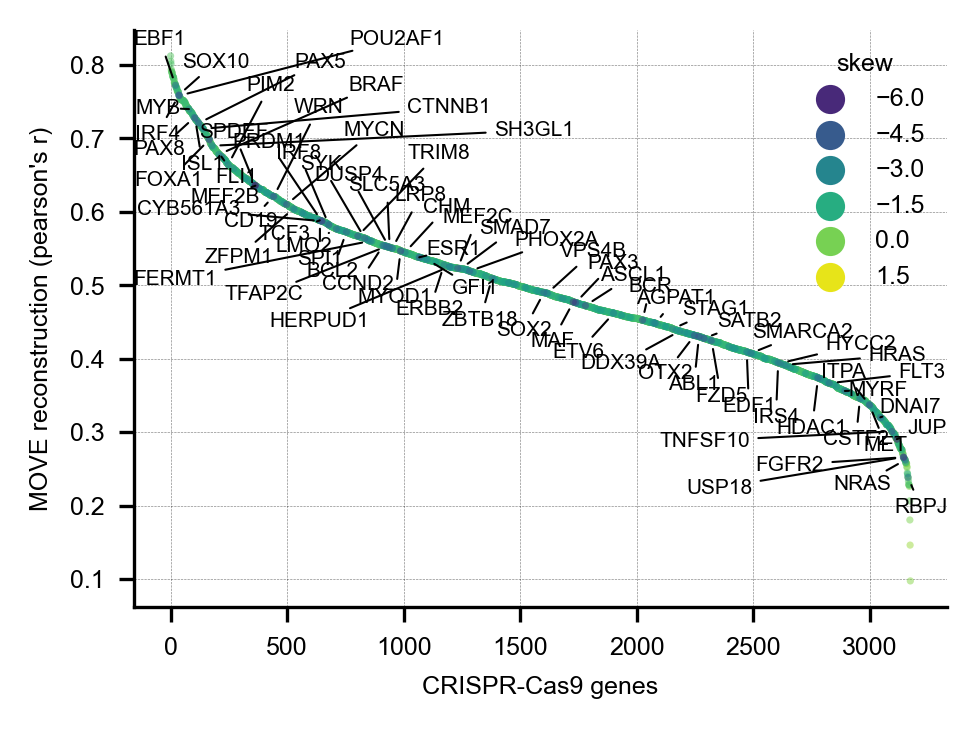 EBF1
POU2AF1
SOX10
PAX5
PIM2
BRAF
MYB
WRN
CTNNB1
IRF4
SPDEF
MYCN
SH3GL1
PAX8
PRDM1
IRF8
TRIM8
ISL1
SYK
FOXA1
FLI1
DUSP4
SLC5A3
MEF2B
LRP8
CYB561A3
CHM
CD19
TCF3
MEF2C
SMAD7
ZFPM1
LMO2
ESR1
PHOX2A
SPI1
VPS4B
FERMT1
BCL2
PAX3
TFAP2C
CCND2
GFI1
ASCL1
HERPUD1
MYOD1
BCR
ERBB2
AGPAT1
ZBTB18
STAG1
SOX2
SATB2
MAF
SMARCA2
ETV6
HYCC2
DDX39A
HRAS
OTX2
ITPA
FLT3
ABL1
MYRF
FZD5
EDF1
DNAI7
IRS4
HDAC1
JUP
TNFSF10
CSTF2
MET
FGFR2
NRAS
USP18
RBPJ
skew
−6.0
−4.5
−3.0
−1.5
0.0
1.5
0.8
0.7
0.6
0.5
0.4
0.3
0.2
0.1
MOVE reconstruction (pearson's r)
0
500
1000
1500
2000
2500
3000
CRISPR-Cas9 genes